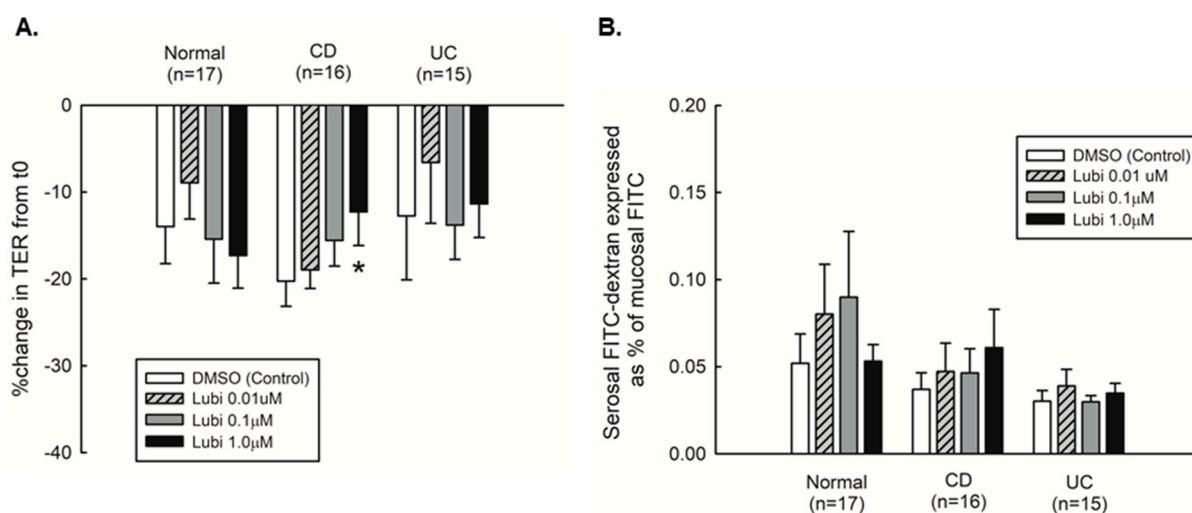 A.
Normal
(n=17)
CD
(n=16)
UC
(n=15)
0
-10
-20
-30
-40
%change in TER from t0
*
DMSO (Control)
Lubi 0.01uM
Lubi 0.1μM
Lubi 1.0μM
B.
Serosal FITC-dextran expressed
as % of mucosal FITC
0.20
0.15
0.10
0.05
0.00
DMSO (Control)
Lubi 0.01 uM
Lubi 0.1μM
Lubi 1.0μM
Normal
(n=17)
CD
(n=16)
UC
(n=15)